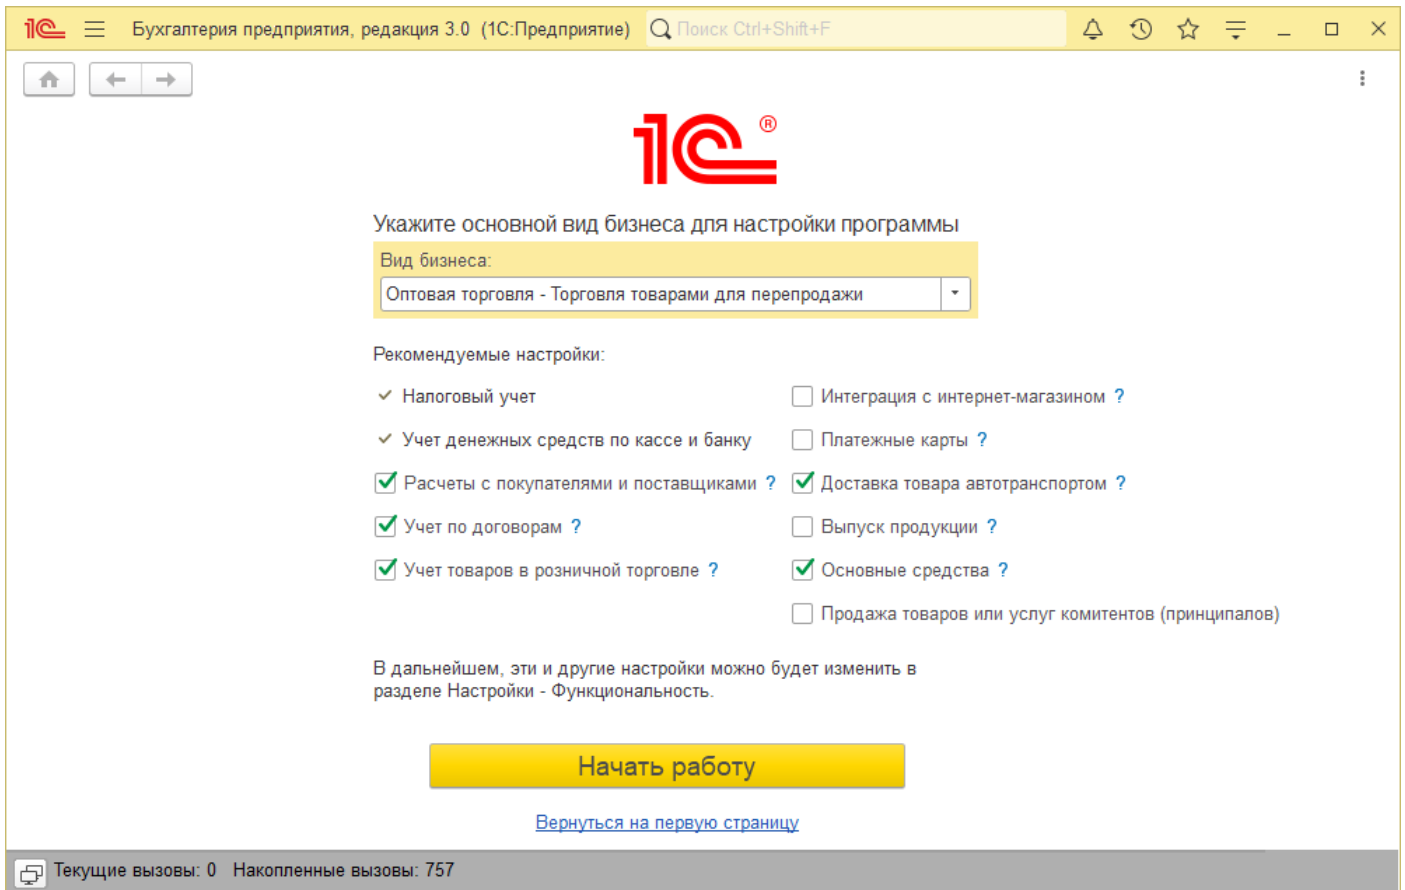 1С Бухгалтерия предприятия, редакция 3.0 (1С:Предприятие) Поиск Ctrl+Shift+F
1С ®
Укажите основной вид бизнеса для настройки программы
Вид бизнеса:
Оптовая торговля - Торговля товарами для перепродажи
Рекомендуемые настройки:
Налоговый учет
Интеграция с интернет-магазином ?
Учет денежных средств по кассе и банку
Платежные карты ?
Расчеты с покупателями и поставщиками ?
Доставка товара автотранспортом ?
Учет по договорам ?
Выпуск продукции ?
Учет товаров в розничной торговле ?
Основные средства ?
Продажа товаров или услуг комитентов (принципалов)
В дальнейшем, эти и другие настройки можно будет изменить в
разделе Настройки - Функциональность.
Начать работу
Вернуться на первую страницу
Текущие вызовы: 0 Накопленные вызовы: 757